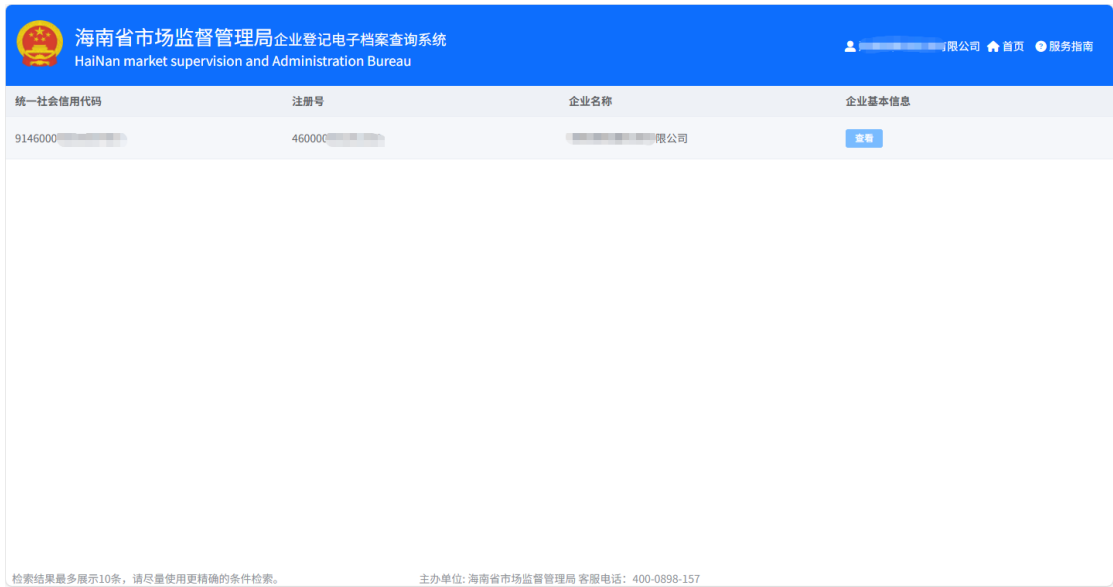 海南省市场监督管理局企业登记电子档案查询系统
HaiNan market supervision and Administration Bureau
限公司 首页 服务指南
统一社会信用代码 注册号 企业名称 企业基本信息
9146000 460000 限公司 查看
检索结果最多展示10条，请尽量使用更精确的条件检索。 主办单位: 海南省市场监督管理局 客服电话：400-0898-157